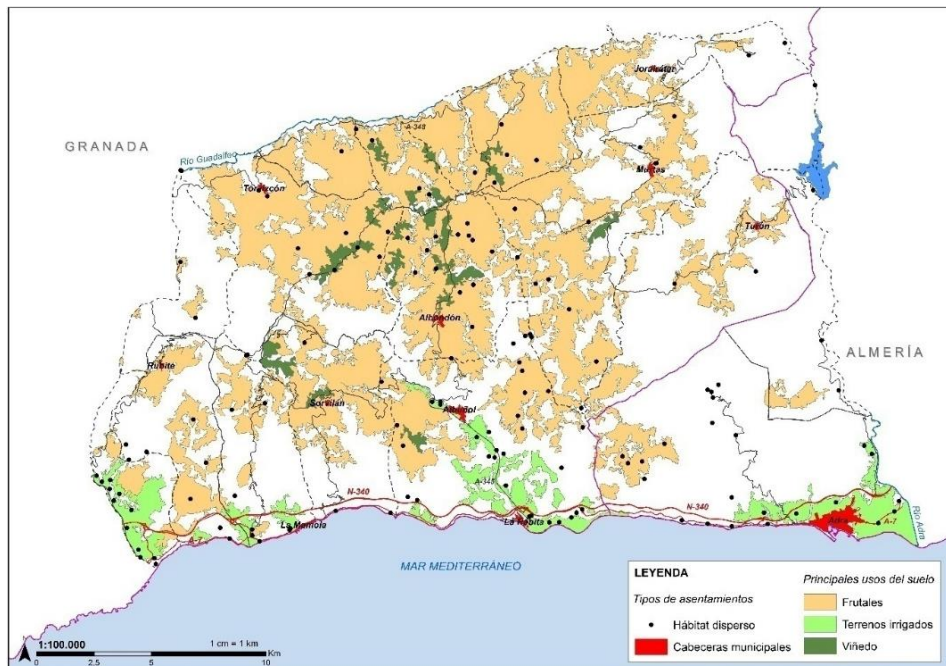 GRANADA
Río Guadalfeo
A-348
Jorairátar
Torvizcón
Murtas
Turón
Albondón
ALMERÍA
Rubite
Sorvilán
Albuñol
A-345
N-340
La Mamola
La Rábita
N-340
Adra
A-7
A-7
Río Adra
MAR MEDITERRÁNEO
LEYENDA
Tipos de asentamientos
Hábitat disperso
Cabeceras municipales
Principales usos del suelo
Frutales
Terrenos irrigados
Viñedo
1:100.000
1 cm = 1 km
0
2.5
5
10
Km